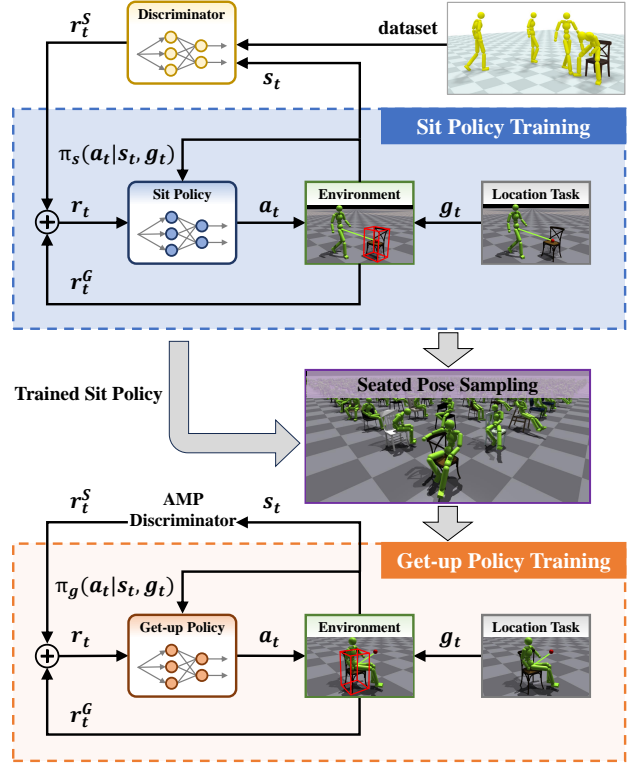 Discriminator
dataset
r_t^S
s_t
Sit Policy Training
π_s(a_t|s_t, g_t)
Sit Policy
Environment
Location Task
r_t
a_t
g_t
r_t^G
Trained Sit Policy
Seated Pose Sampling
r_t^S
AMP
Discriminator
s_t
Get-up Policy Training
π_g(a_t|s_t, g_t)
Get-up Policy
Environment
Location Task
r_t
a_t
g_t
r_t^G